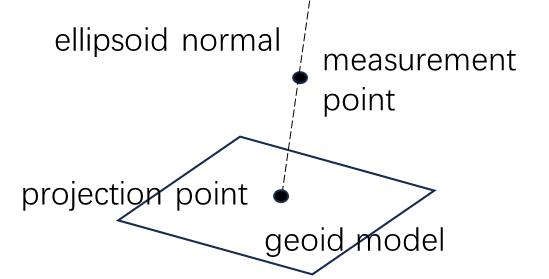 ellipsoid normal
measurement
point
projection point
geoid model